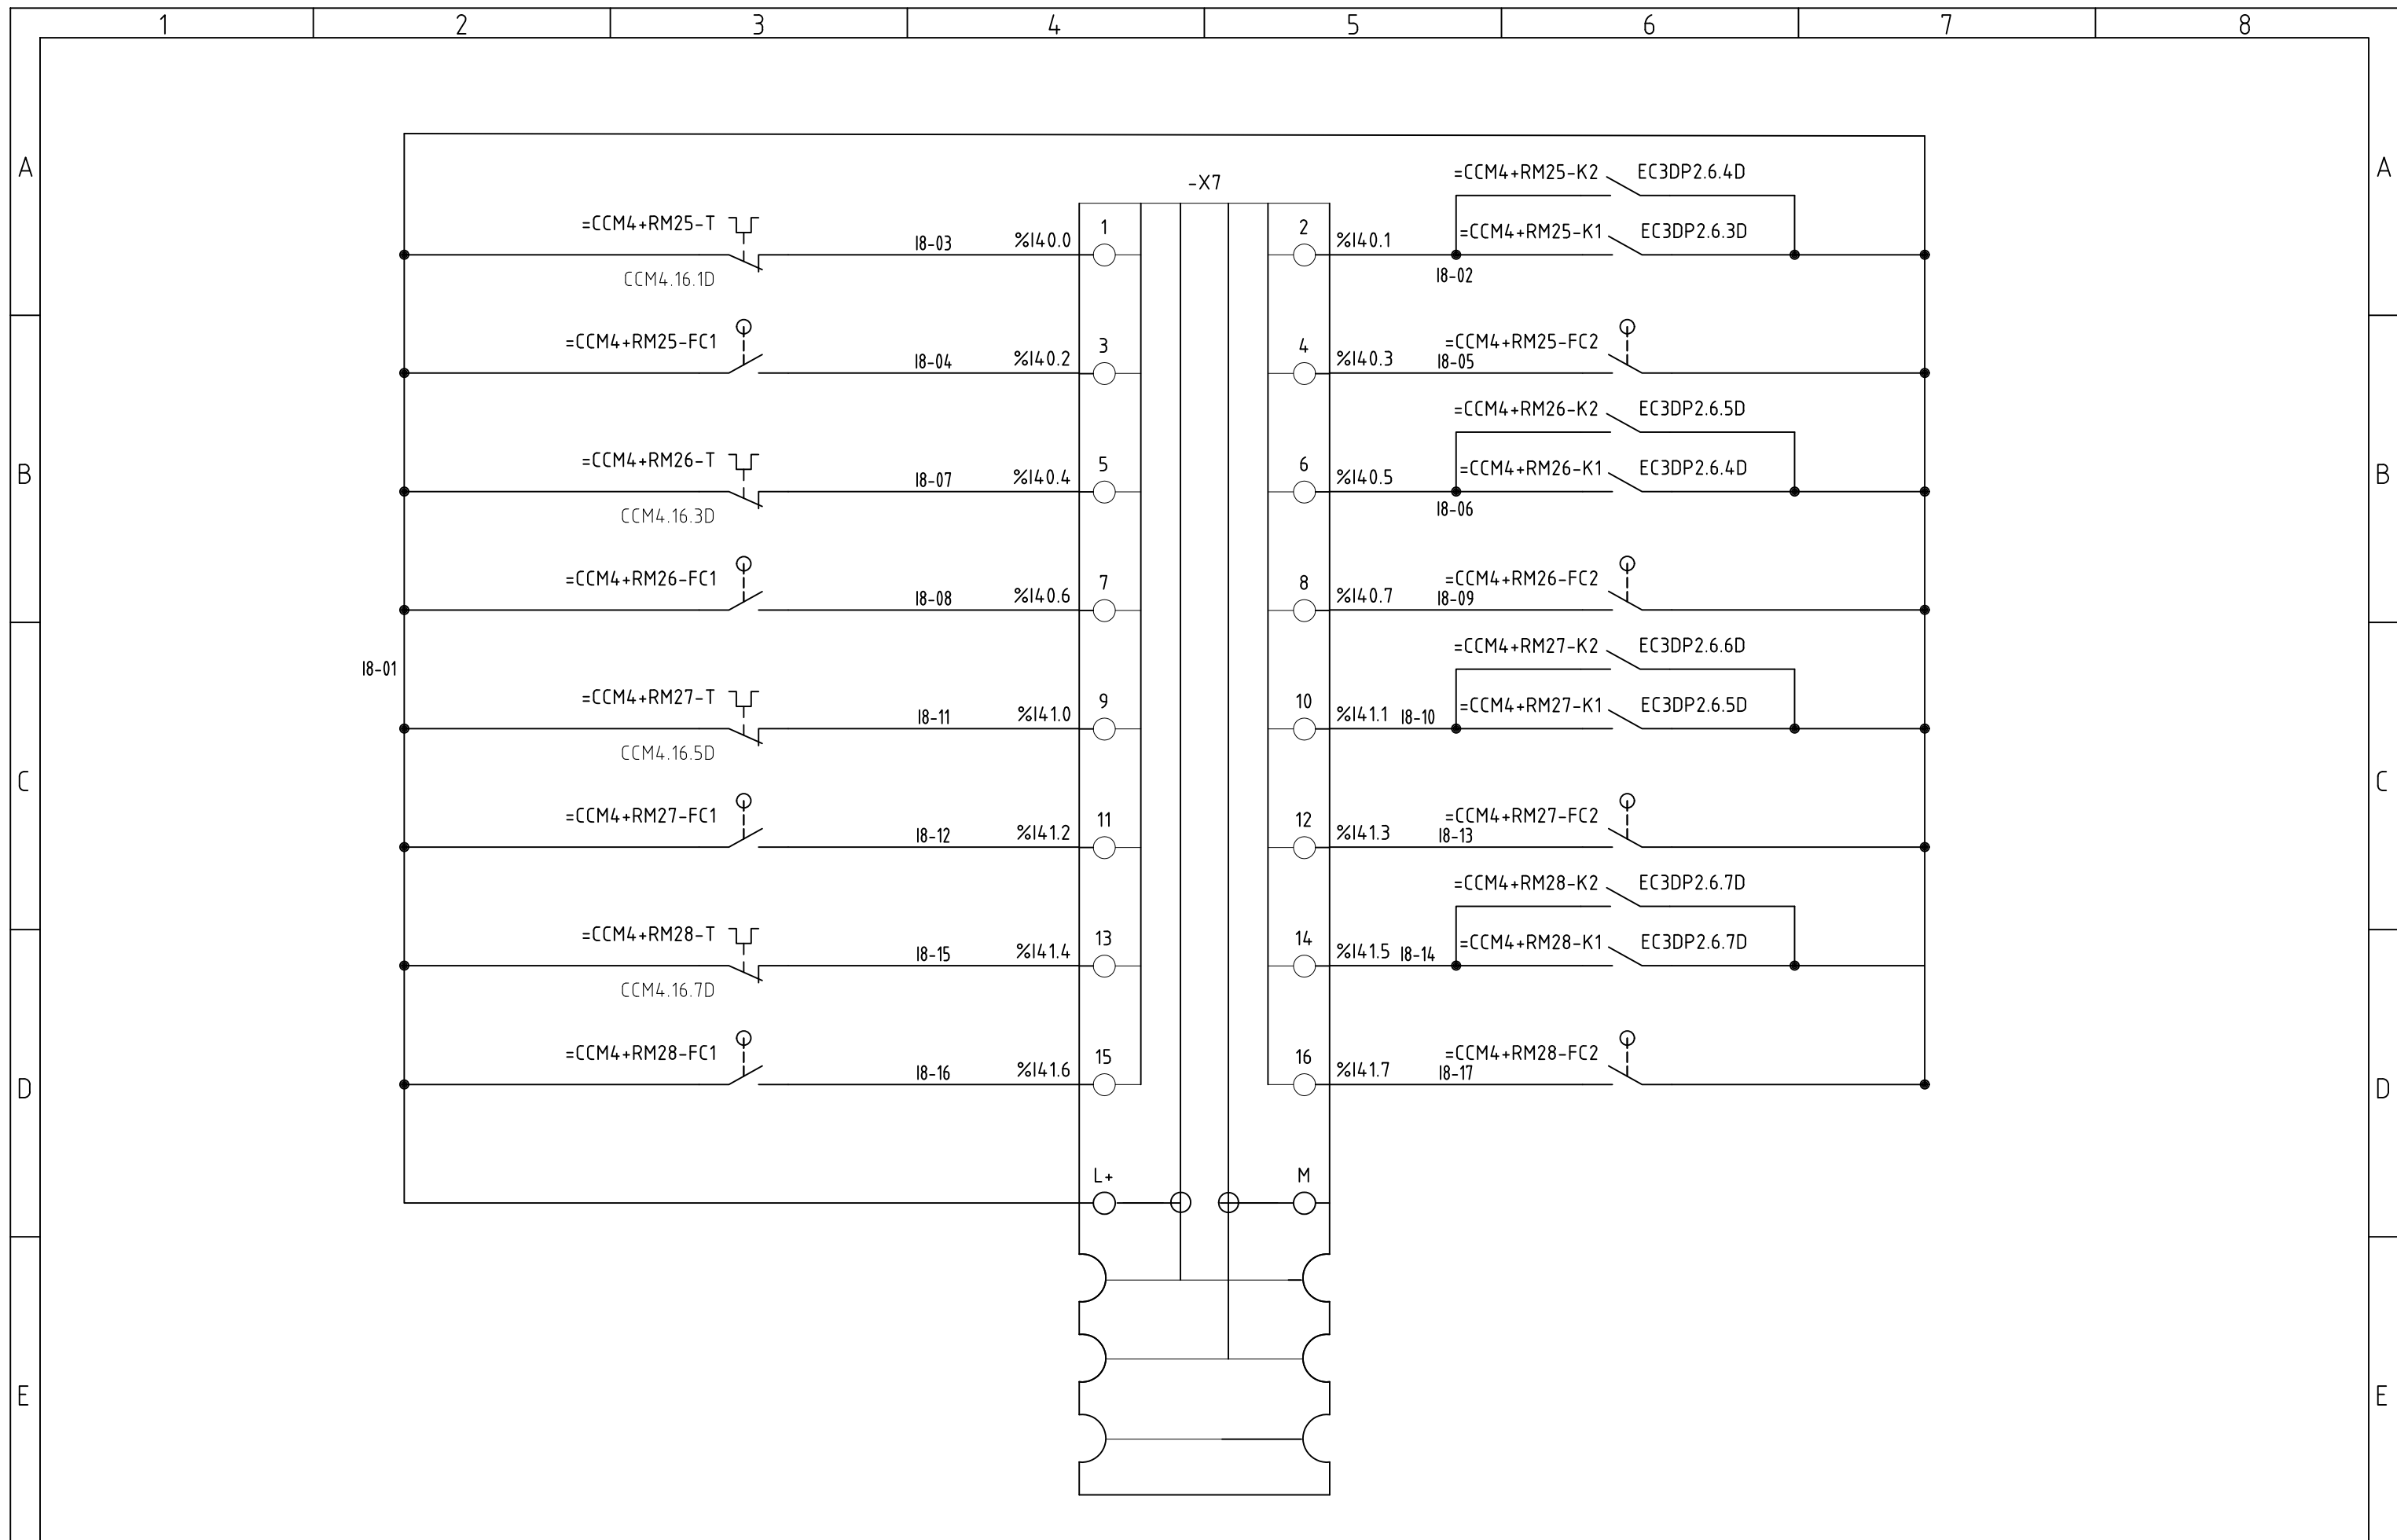 1 2 3 4 5 6 7 8
A A
-X7
=CCM4+RM25-K2 EC3DP2.6.4D
=CCM4+RM25-T I8-03 %I40.0 1 2 %I40.1 =CCM4+RM25-K1 EC3DP2.6.3D
CCM4.16.1D I8-02
=CCM4+RM25-FC1 I8-04 %I40.2 3 4 %I40.3 I8-05 =CCM4+RM25-FC2
=CCM4+RM26-K2 EC3DP2.6.5D
B B
=CCM4+RM26-T I8-07 %I40.4 5 6 %I40.5 =CCM4+RM26-K1 EC3DP2.6.4D
CCM4.16.3D I8-06
=CCM4+RM26-FC1 I8-08 %I40.6 7 8 %I40.7 I8-09 =CCM4+RM26-FC2
=CCM4+RM27-K2 EC3DP2.6.6D
I8-01
=CCM4+RM27-T I8-11 %I41.0 9 10 %I41.1 I8-10 =CCM4+RM27-K1 EC3DP2.6.5D
CCM4.16.5D
C C
=CCM4+RM27-FC1 I8-12 %I41.2 11 12 %I41.3 I8-13 =CCM4+RM27-FC2
=CCM4+RM28-K2 EC3DP2.6.7D
=CCM4+RM28-T I8-15 %I41.4 13 14 %I41.5 I8-14 =CCM4+RM28-K1 EC3DP2.6.7D
CCM4.16.7D
=CCM4+RM28-FC1 I8-16 %I41.6 15 16 %I41.7 I8-17 =CCM4+RM28-FC2
D D
L+ M
E E